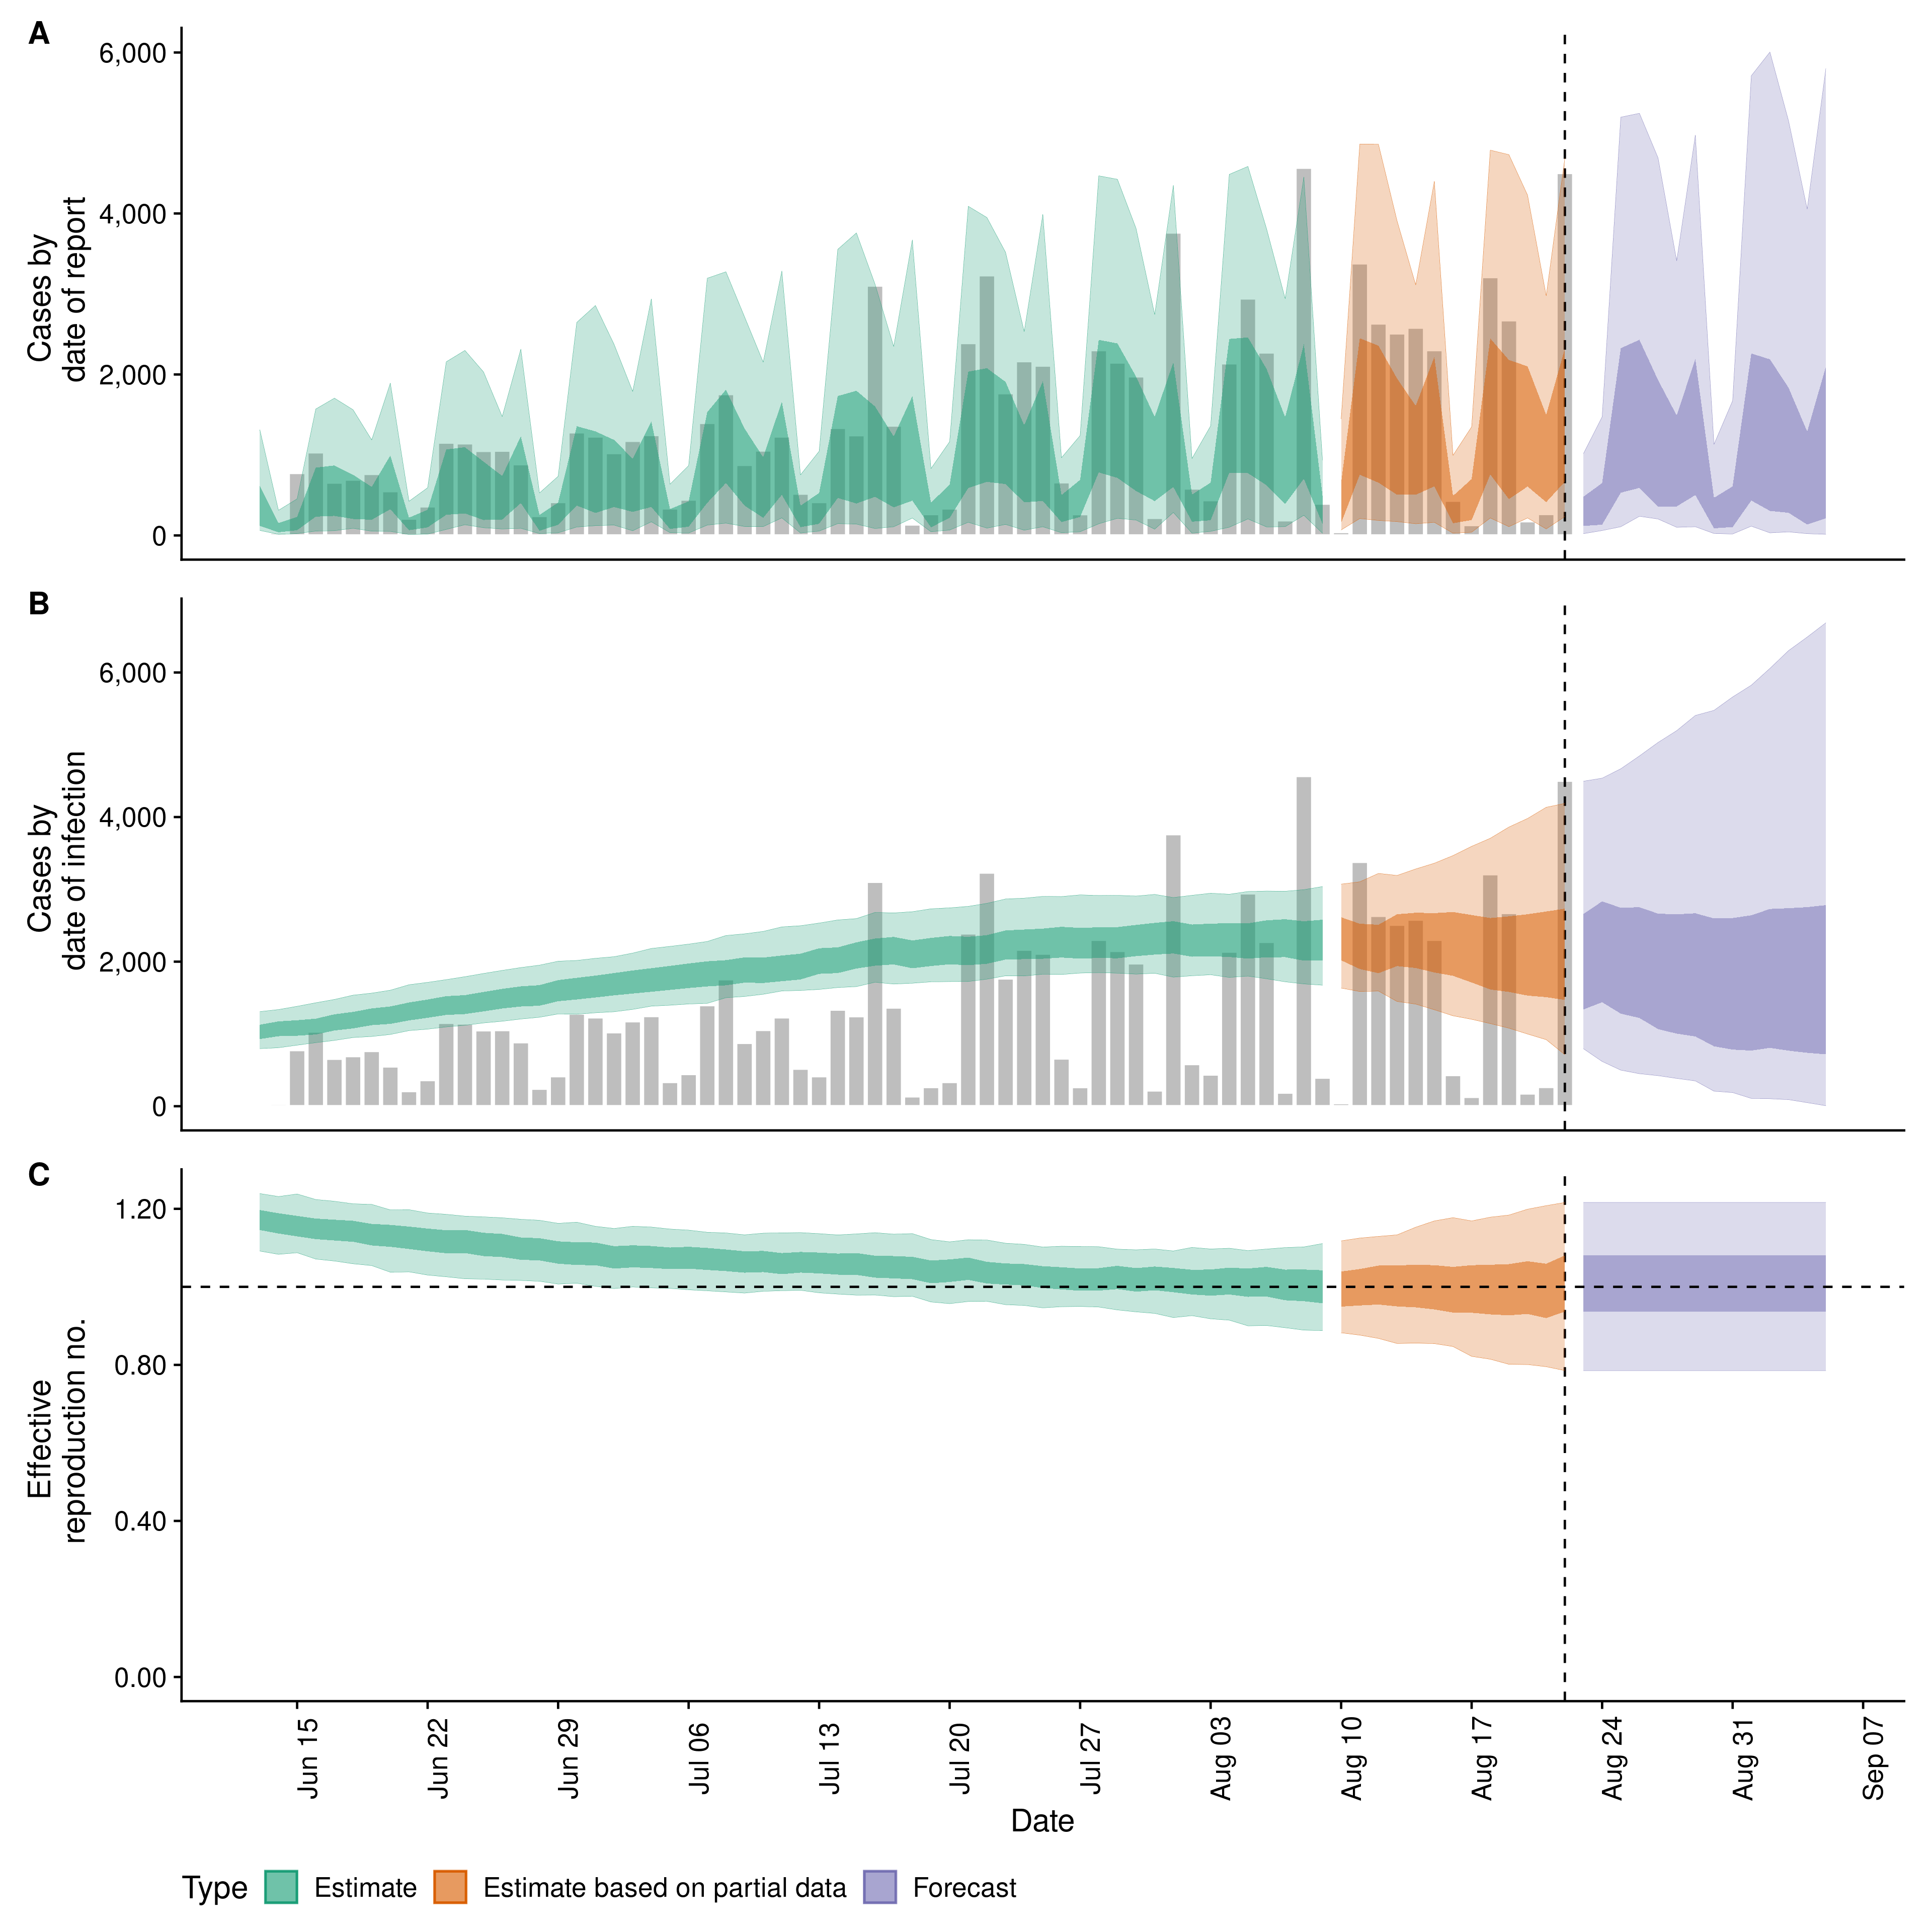 A
6,000
4,000
2,000
0
Cases by
date of report
B
6,000
4,000
2,000
0
Cases by
date of infection
C
1.20
0.80
0.40
0.00
Effective
reproduction no.
Jun 15
Jun 22
Jun 29
Jul 06
Jul 13
Jul 20
Jul 27
Aug 03
Aug 10
Aug 17
Aug 24
Aug 31
Sep 07
Date
Type Estimate Estimate based on partial data Forecast